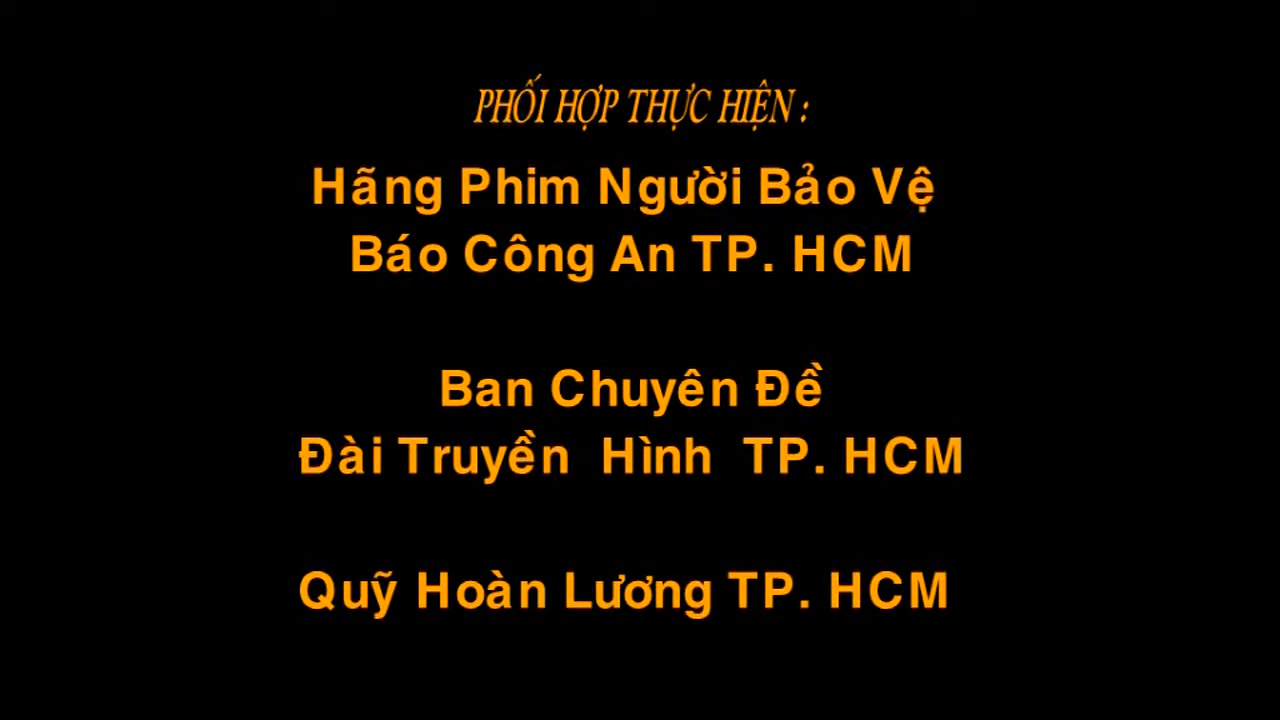 PHỐI HỢP THỰC HIỆN :
Hãng Phim Người Bảo Vệ
Báo Công An TP. HCM
Ban Chuyên Đề
Đài Truyền Hình TP. HCM
Quỹ Hoàn Lương TP. HCM